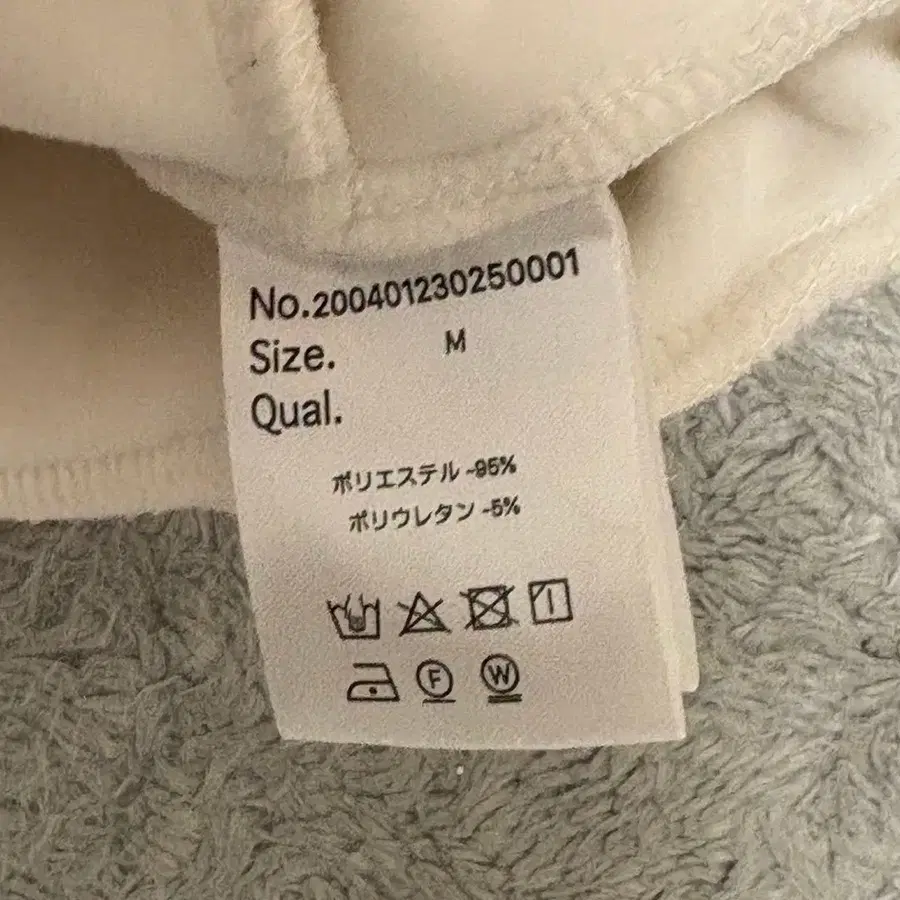 No.200401230250001
Size. M
Qual.
ポリエステル -95%
ポリウレタン -5%
F W